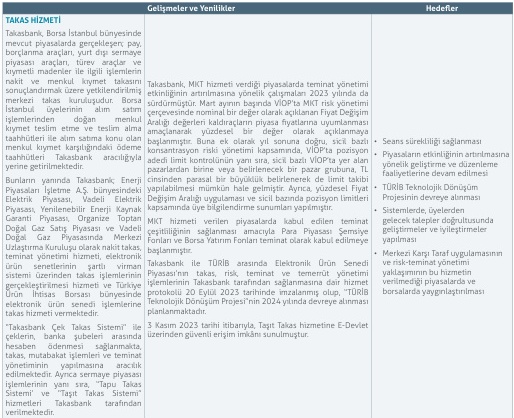 Gelişmeler ve Yenilikler
Hedefler
TAKAS HİZMETİ
Takasbank, Borsa İstanbul bünyesinde
mevcut piyasalarda gerçekleşen; pay,
borçlanma araçları, yurt dışı sermaye
piyasası araçları, türev araçlar ve
kıymetli madenler ile ilgili işlemlerin
nakit ve menkul kıymet takasını
sonuçlandırmak üzere yetkilendirilmiş
merkezi takas kuruluşudur. Borsa
İstanbul üyelerinin alım satım
işlemlerinden doğan menkul
kıymet teslim etme ve teslim alma
taahhütleri ile alım satıma konu olan
menkul kıymet karşılığındaki ödeme
taahhütleri Takasbank aracılığıyla
yerine getirilmektedir.
Bunların yanında Takasbank; Enerji
Piyasaları İşletme A.Ş. bünyesindeki
Elektrik Piyasası, Vadeli Elektrik
Piyasası, Yenilenebilir Enerji Kaynak
Garanti Piyasası, Organize Toptan
Doğal Gaz Satış Piyasası ve Vadeli
Doğal Gaz Piyasasında Merkezi
Uzlaştırma Kuruluşu olarak nakit takas,
teminat yönetimi hizmeti, elektronik
ürün senetlerinin şartlı virman
sistemi üzerinden takas işlemlerinin
gerçekleştirilmesi hizmeti ve Türkiye
Ürün İhtisas Borsası bünyesinde
elektronik ürün senedi işlemlerine
takas hizmeti vermektedir.
"Takasbank Çek Takas Sistemi" ile
çeklerin, banka şubeleri arasında
hesaben ödenmesi sağlanmakta,
takas, mutabakat işlemleri ve teminat
yönetiminin yapılmasına aracılık
edilmektedir. Ayrıca sermaye piyasası
işlemlerinin yanı sıra, "Tapu Takas
Sistemi' ve "Taşıt Takas Sistemi"
hizmetleri Takasbank tarafından
verilmektedir.
Takasbank, MKT hizmeti verdiği piyasalarda teminat yönetimi
etkinliğinin artırılmasına yönelik çalışmaları 2023 yılında da
sürdürmüştür. Mart ayının başında VİOP'ta MKT risk yönetimi
çerçevesinde nominal bir değer olarak açıklanan Fiyat Değişim
Aralığı değerleri kaldıraçların piyasa fiyatlarına uyumlanması
amaçlanarak yüzdesel bir değer olarak açıklamaya
başlanmıştır. Buna ek olarak yıl sonuna doğru, sicil bazlı
konsantrasyon riski yönetimi kapsamında, VİOP'ta pozisyon
adedi limit kontrolünün yanı sıra, sicil bazlı VİOP'ta yer alan
pazarlardan birine veya belirlenecek bir pazar grubuna, TL
cinsinden parasal bir büyüklük belirlenerek de limit takibi
yapılabilmesi mümkün hale gelmiştir. Ayrıca, yüzdesel Fiyat
Değişim Aralığı uygulaması ve sicil bazında pozisyon limitleri
kapsamında üye bilgilendirme sunumları yapılmıştır.
MKT hizmeti verilen piyasalarda kabul edilen teminat
çeşitliliğinin sağlanması amacıyla Para Piyasası Şemsiye
Fonları ve Borsa Yatırım Fonları teminat olarak kabul edilmeye
başlanmıştır.
Takasbank ile TÜRİB arasında Elektronik Ürün Senedi
Piyasası'nın takas, risk, teminat ve temerrüt yönetimi
işlemlerinin Takasbank tarafından sağlanmasına dair hizmet
protokolü 20 Eylül 2023 tarihinde imzalanmış olup, "TÜRİB
Teknolojik Dönüşüm Projesi"nin 2024 yılında devreye alınması
planlanmaktadır.
3 Kasım 2023 tarihi itibarıyla, Taşıt Takas hizmetine E-Devlet
üzerinden güvenli erişim imkânı sunulmuştur.
• Seans sürekliliği sağlanması
• Piyasaların etkinliğinin artırılmasına
yönelik geliştirme ve düzenleme
faaliyetlerine devam edilmesi
• TÜRİB Teknolojik Dönüşüm
Projesinin devreye alınması
• Sistemlerde, üyelerden
gelecek talepler doğrultusunda
geliştirmeler ve iyileştirmeler
yapılması
• Merkezi Karşı Taraf uygulamasının
ve risk-teminat yönetimi
yaklaşımının bu hizmetin
verilmediği piyasalarda ve
borsalarda yaygınlaştırılması